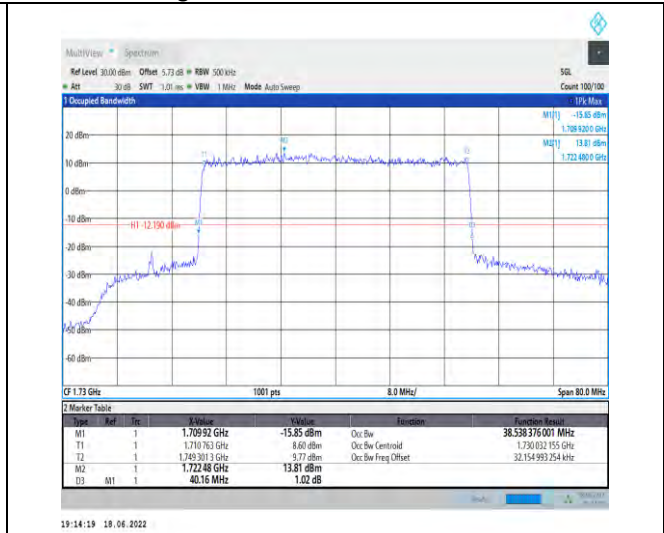 MultiView Spectrum
Ref Level 30.00 dBm Offset 5.73 dB RBW 500 kHz SGL
Att 30 dB SWT 1.01 ms VBW 1 MHz Mode Auto Sweep Count 100/100
1 Occupied Bandwidth 1Pk Max
M1[1] -15.85 dBm
1.709 920 0 GHz
M2[1] 13.81 dBm
1.722 480 0 GHz
20 dBm
T1 M2 T2
10 dBm
0 dBm
-10 dBm
H1 -12.190 dBm M1
D3
-20 dBm
-30 dBm
-40 dBm
-50 dBm
-60 dBm
CF 1.73 GHz 1001 pts 8.0 MHz/ Span 80.0 MHz
2 Marker Table
Type Ref Trc X-Value Y-Value Function Function Result
M1 1 1.709 92 GHz -15.85 dBm Occ Bw 38.538 376 001 MHz
T1 1 1.710 763 GHz 8.60 dBm Occ Bw Centroid 1.730 032 155 GHz
T2 1 1.749 301 3 GHz 9.77 dBm Occ Bw Freq Offset 32.154 993 254 kHz
M2 1 1.722 48 GHz 13.81 dBm
D3 M1 1 40.16 MHz 1.02 dB
19:14:19 18.06.2022